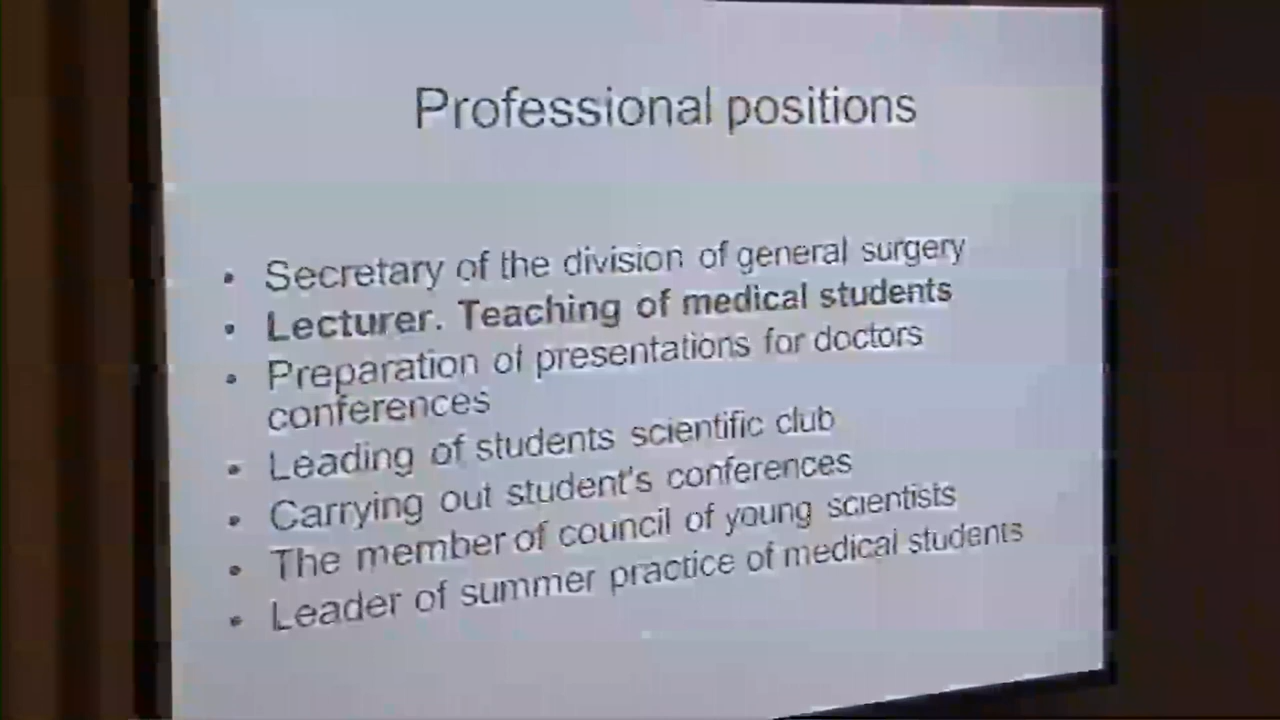 Professional positions
• Secretary of the division of general surgery
• Lecturer. Teaching of medical students
• Preparation of presentations for doctors
conferences
• Leading of students scientific club
• Carrying out student's conferences
• The member of council of young scientists
• Leader of summer practice of medical students